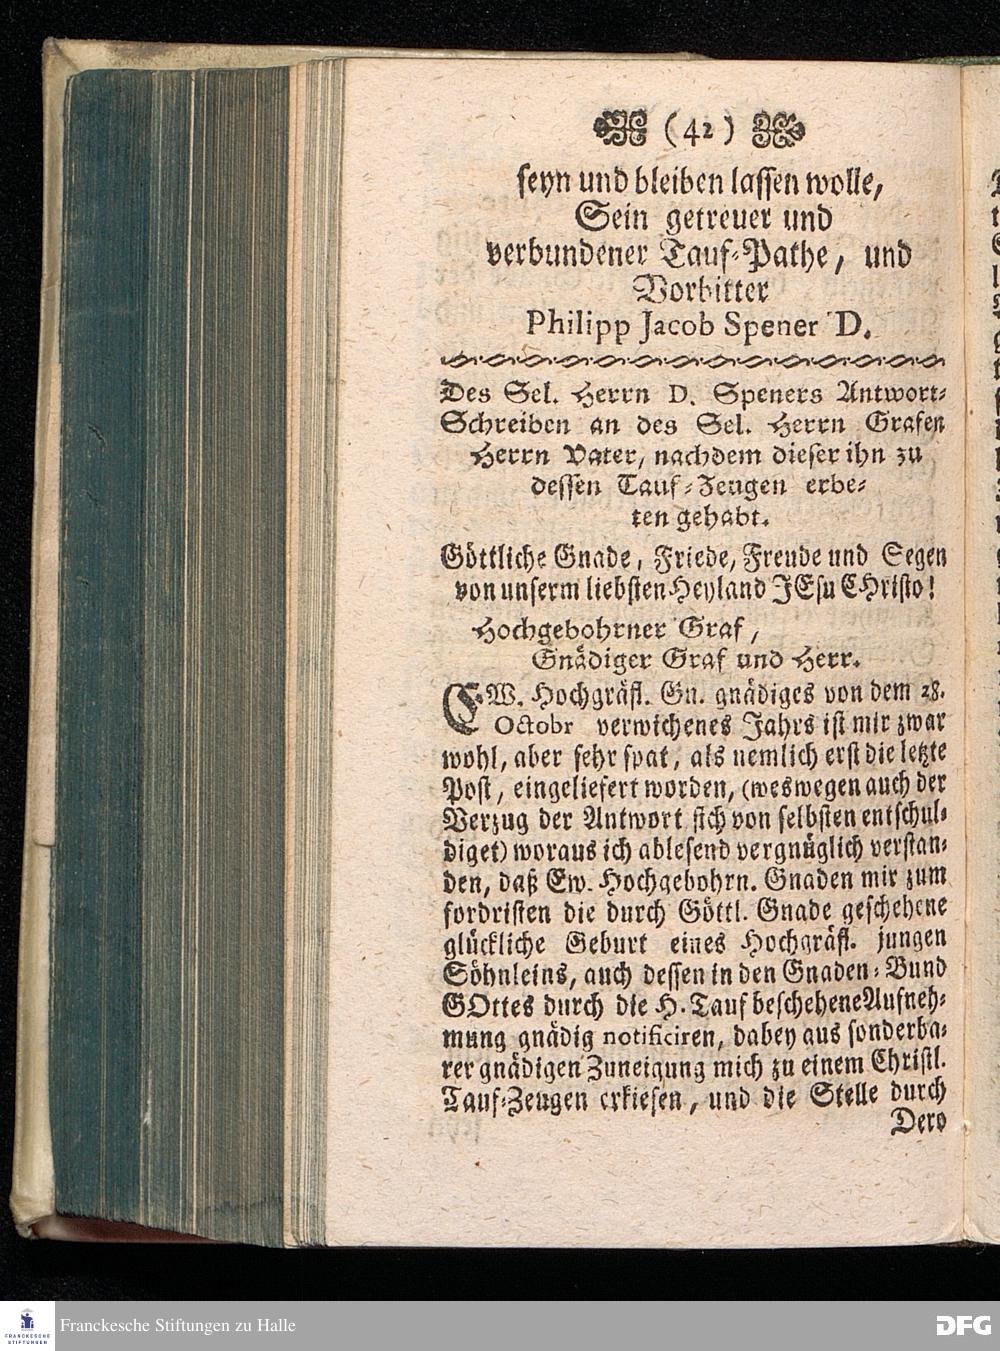 (42)
seyn und bleiben lassen wolle,
Sein getreuer und
verbundener Tauf-Pathe, und
Vorbitter
Philipp Jacob Spener D.
Des Sel. Herrn D. Speners Antwort-
Schreiben an des Sel. Herrn Grafen
Herrn Vater, nachdem dieser ihn zu
dessen Tauf-Zeugen erbe-
ten gehabt.
Göttliche Gnade, Friede, Freude und Segen
von unserm liebsten Heyland JEsu CHristo!
Hochgebohrner Graf,
Gnädiger Graf und Herr.
EW. Hochgräfl. Gn. gnädiges von dem 28.
Octobr verwichenes Jahrs ist mir zwar
wohl, aber sehr spat, als nemlich erst die letzte
Post, eingeliefert worden, (weswegen auch der
Verzug der Antwort sich von selbsten entschul-
diget) woraus ich ablesend vergnüglich verstan-
den, daß Ew. Hochgebohrn. Gnaden mir zum
fordristen die durch Göttl. Gnade geschehene
glückliche Geburt eines Hochgräfl. jungen
Söhnleins, auch dessen in den Gnaden-Bund
GOttes durch die H. Tauf beschehene Aufneh-
mung gnädig notificiren, dabey aus sonderba-
rer gnädigen Zuneigung mich zu einem Christl.
Tauf-Zeugen erkiesen, und die Stelle durch
Dero
FRANCKESCHE
STIFTUNGEN
Franckesche Stiftungen zu Halle
DFG